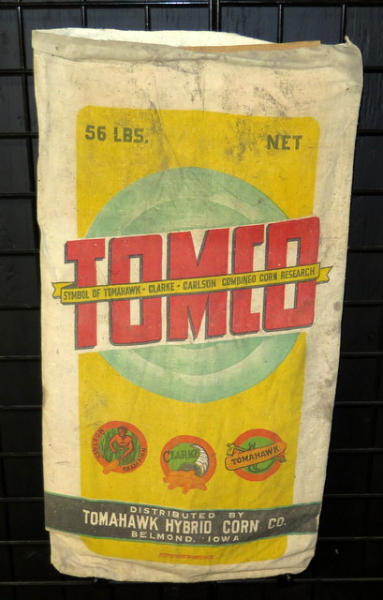 56 LBS. NET
TOMCO
SYMBOL OF TOMAHAWK • CLARKE • CARLSON COMBINED CORN RESEARCH
CLARKE
TOMAHAWK
DISTRIBUTED BY
TOMAHAWK HYBRID CORN CO.
BELMOND, IOWA